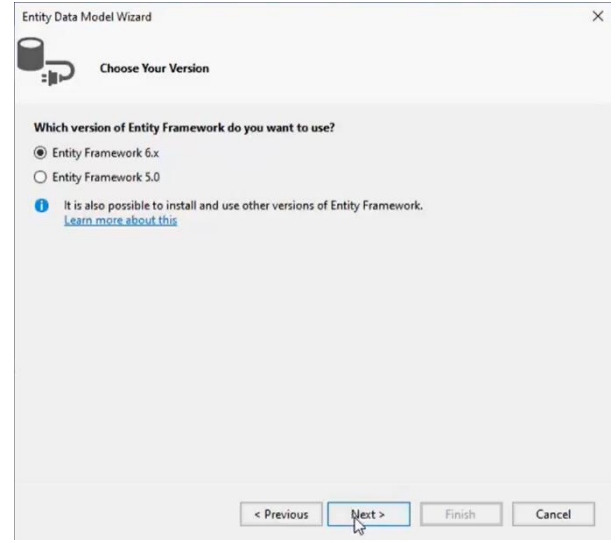 Entity Data Model Wizard
Choose Your Version
Which version of Entity Framework do you want to use?
Entity Framework 6.x
Entity Framework 5.0
It is also possible to install and use other versions of Entity Framework.
Learn more about this
< Previous
Next >
Finish
Cancel